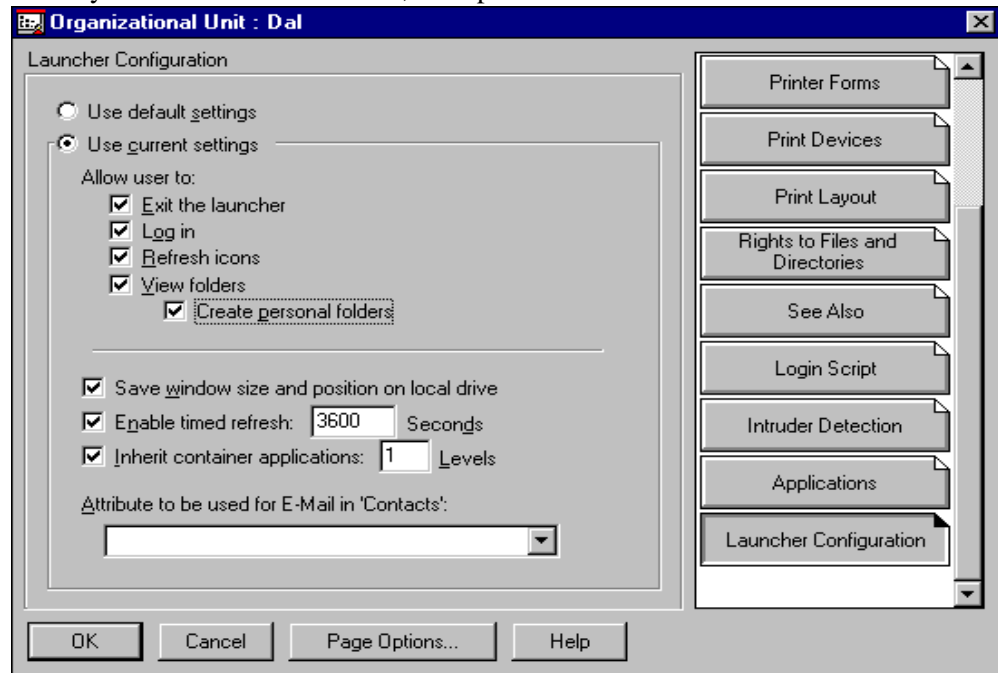 Organizational Unit : Dal
Launcher Configuration
Use default settings
Use current settings
Allow user to:
Exit the launcher
Log in
Refresh icons
View folders
Create personal folders
Save window size and position on local drive
Enable timed refresh: 3600 Seconds
Inherit container applications: 1 Levels
Attribute to be used for E-Mail in 'Contacts':
Printer Forms
Print Devices
Print Layout
Rights to Files and
Directories
See Also
Login Script
Intruder Detection
Applications
Launcher Configuration
OK Cancel Page Options... Help